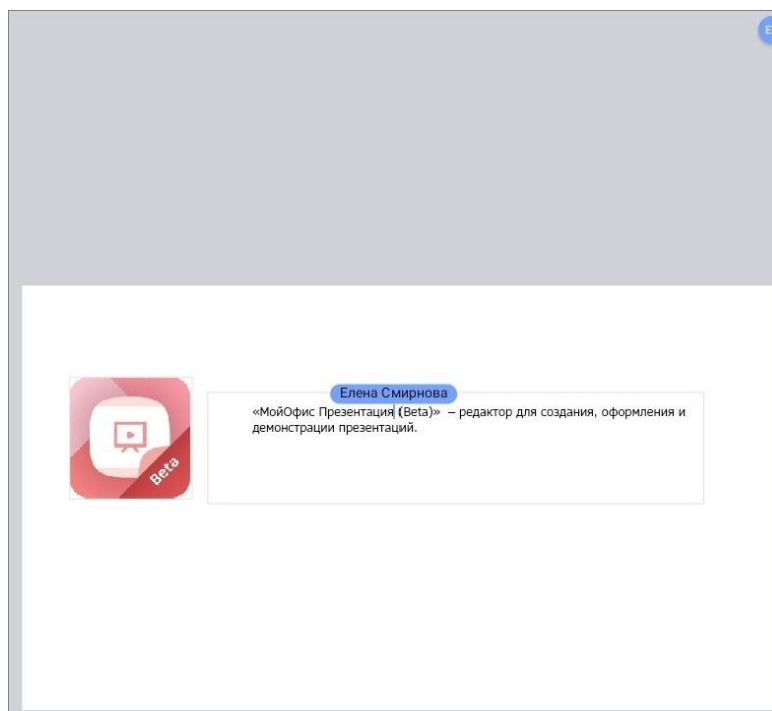 Е
Елена Смирнова
«МойОфис Презентация (Beta)» – редактор для создания, оформления и
демонстрации презентаций.
Beta